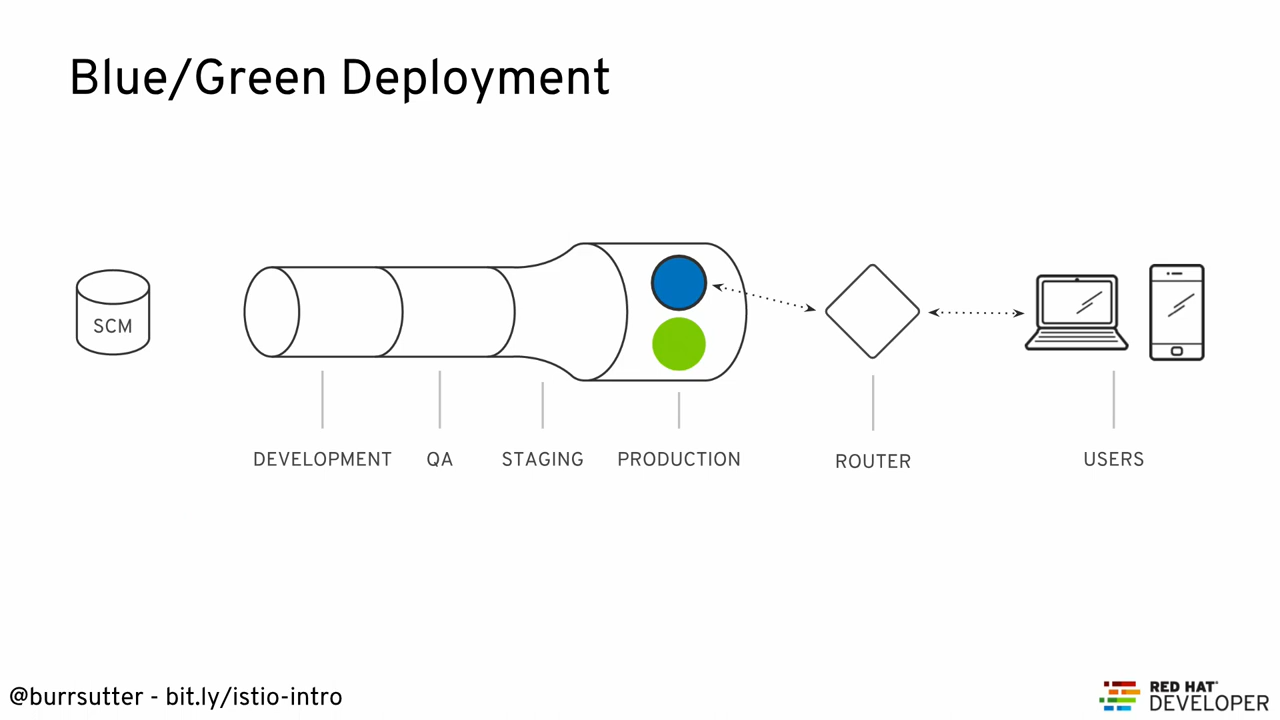 Blue/Green Deployment
SCM
DEVELOPMENT
QA
STAGING
PRODUCTION
ROUTER
USERS
@burrsutter - bit.ly/istio-intro
RED HAT
DEVELOPER